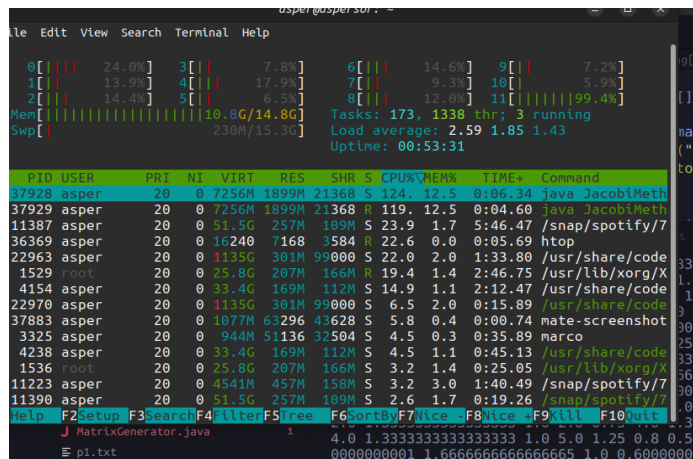 asper@aspersor: ~
ile Edit View Search Terminal Help
0[|||| 24.0%] 3[|| 7.8%] 6[||| 14.6%] 9[|| 7.2%]
1[|| 13.9%] 4[||| 17.9%] 7[|| 9.3%] 10[| 5.9%]
2[|| 14.4%] 5[|| 6.5%] 8[||| 12.0%] 11[|||||||99.4%]
Mem[||||||||||||||||||10.8G/14.8G] Tasks: 173, 1338 thr; 3 running
Swp[| 230M/15.3G] Load average: 2.59 1.85 1.43
Uptime: 00:53:31
PID USER PRI NI VIRT RES SHR S CPU%▽MEM% TIME+ Command
37928 asper 20 0 7256M 1899M 21368 S 124. 12.5 0:06.34 java JacobiMeth
37929 asper 20 0 7256M 1899M 21368 R 119. 12.5 0:04.60 java JacobiMeth
11387 asper 20 0 51.5G 257M 109M S 23.9 1.7 5:46.47 /snap/spotify/7
36369 asper 20 0 16240 7168 3584 R 22.6 0.0 0:05.69 htop
22963 asper 20 0 1135G 301M 99000 S 22.0 2.0 1:33.80 /usr/share/code
1529 root 20 0 25.8G 207M 166M R 19.4 1.4 2:46.75 /usr/lib/xorg/X
4154 asper 20 0 33.4G 169M 112M S 14.9 1.1 2:12.47 /usr/share/code
22970 asper 20 0 1135G 301M 99000 S 6.5 2.0 0:15.89 /usr/share/code
37883 asper 20 0 1077M 63296 43628 S 5.8 0.4 0:00.74 mate-screenshot
3325 asper 20 0 944M 51136 32504 S 4.5 0.3 0:35.89 marco
4238 asper 20 0 33.4G 169M 112M S 4.5 1.1 0:45.13 /usr/share/code
1536 root 20 0 25.8G 207M 166M S 3.2 1.4 0:25.05 /usr/lib/xorg/X
11223 asper 20 0 4541M 457M 158M S 3.2 3.0 1:40.49 /snap/spotify/7
11390 asper 20 0 51.5G 257M 109M S 2.6 1.7 0:19.26 /snap/spotify/7
Help F2Setup F3SearchF4FilterF5Tree F6SortByF7Nice -F8Nice +F9Kill F10Quit
J MatrixGenerator.java 1
4.0 1.3333333333333333 1.0 5.0 1.25 0.8 0.5
p1.txt
0000000001 1.6666666666666665 1.0 0.6000000